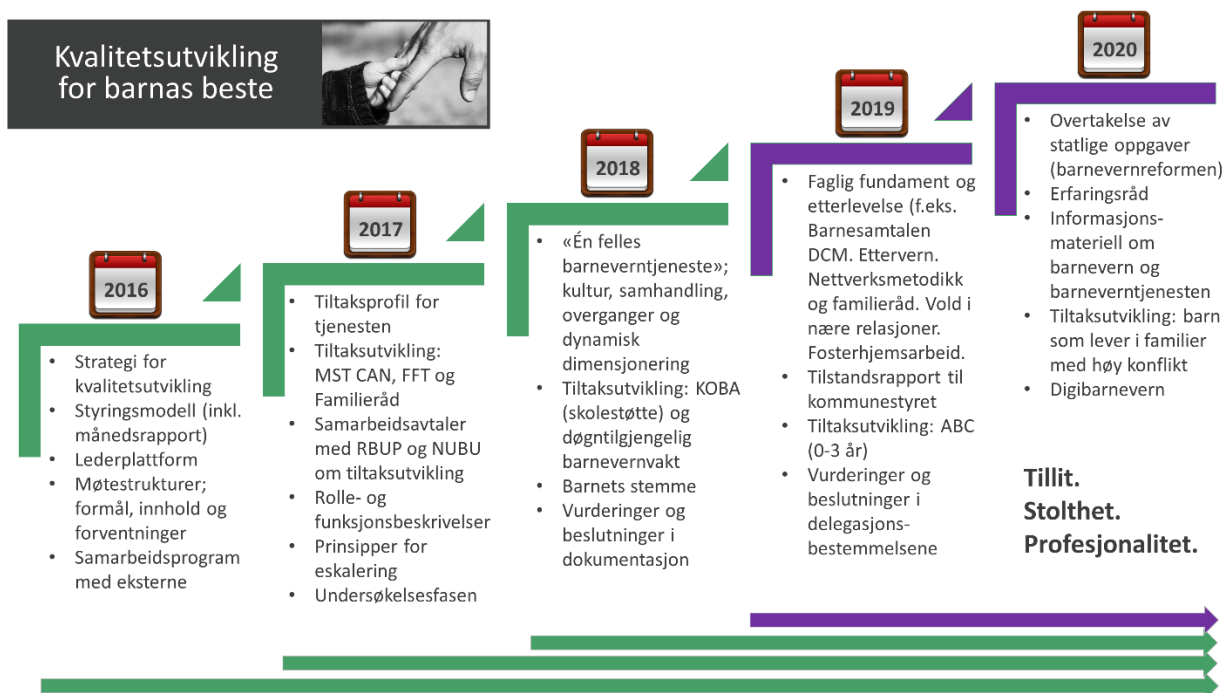 Kvalitetsutvikling
for barnas beste
2016
• Strategi for
kvalitetsutvikling
• Styringsmodell (inkl.
månedsrapport)
• Lederplattform
• Møtestrukturer;
formål, innhold og
forventninger
• Samarbeidsprogram
med eksterne
2017
• Tiltaksprofil for
tjenesten
• Tiltaksutvikling:
MST CAN, FFT og
Familieråd
• Samarbeidsavtaler
med RBUP og NUBU
om tiltaksutvikling
• Rolle- og
funksjonsbeskrivelser
• Prinsipper for
eskalering
• Undersøkelsesfasen
2018
• «Én felles
barneverntjeneste»;
kultur, samhandling,
overganger og
dynamisk
dimensjonering
• Tiltaksutvikling: KOBA
(skolestøtte) og
døgntilgjengelig
barnevernvakt
• Barnets stemme
• Vurderinger og
beslutninger i
dokumentasjon
2019
• Faglig fundament og
etterlevelse (f.eks.
Barnesamtalen
DCM. Ettervern.
Nettverksmetodikk
og familieråd. Vold i
nære relasjoner.
Fosterhjemsarbeid.
• Tilstandsrapport til
kommunestyret
• Tiltaksutvikling: ABC
(0-3 år)
• Vurderinger og
beslutninger i
delegasjons-
bestemmelsene
2020
• Overtakelse av
statlige oppgaver
(barnevernreformen)
• Erfaringsråd
• Informasjons-
materiell om
barnevern og
barneverntjenesten
• Tiltaksutvikling: barn
som lever i familier
med høy konflikt
• Digibarnevern
Tillit.
Stolthet.
Profesjonalitet.